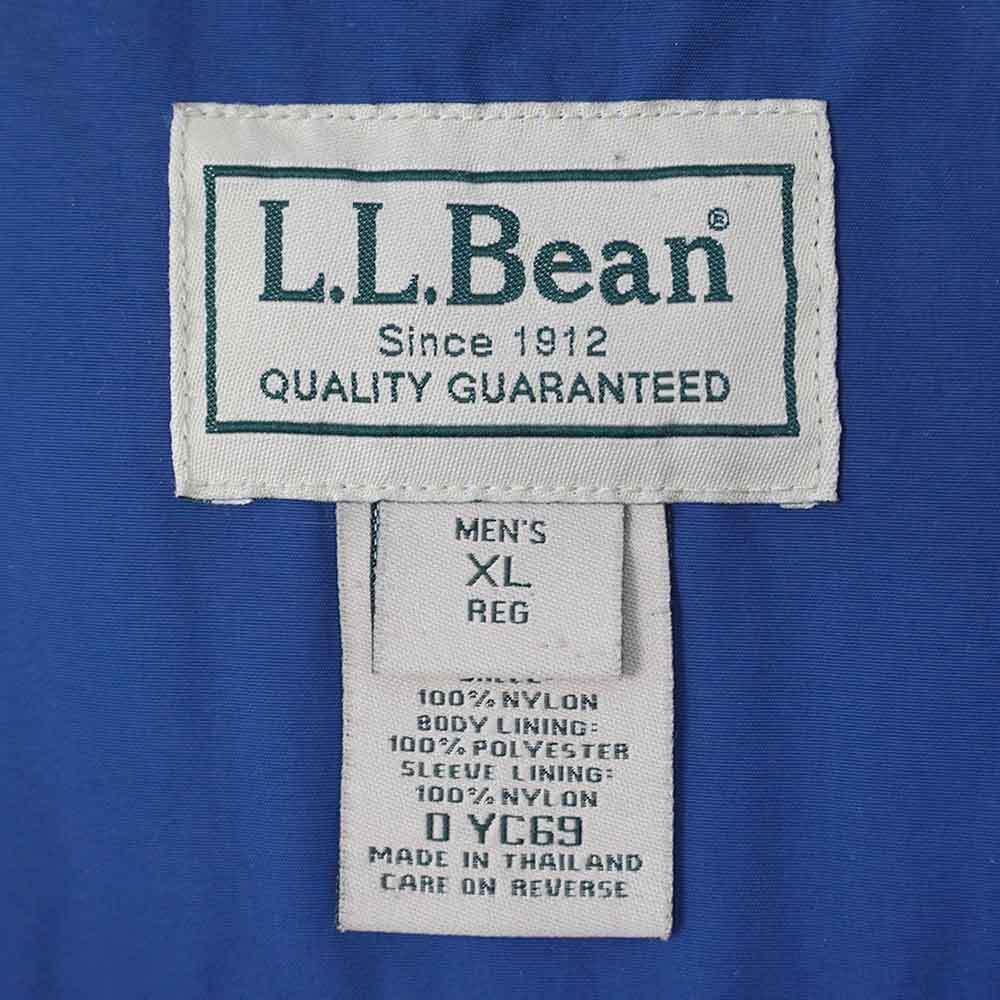 L.L.Bean®
Since 1912
QUALITY GUARANTEED
MEN'S
XL
REG
100% NYLON
BODY LINING:
100% POLYESTER
SLEEVE LINING:
100% NYLON
0 YC69
MADE IN THAILAND
CARE ON REVERSE